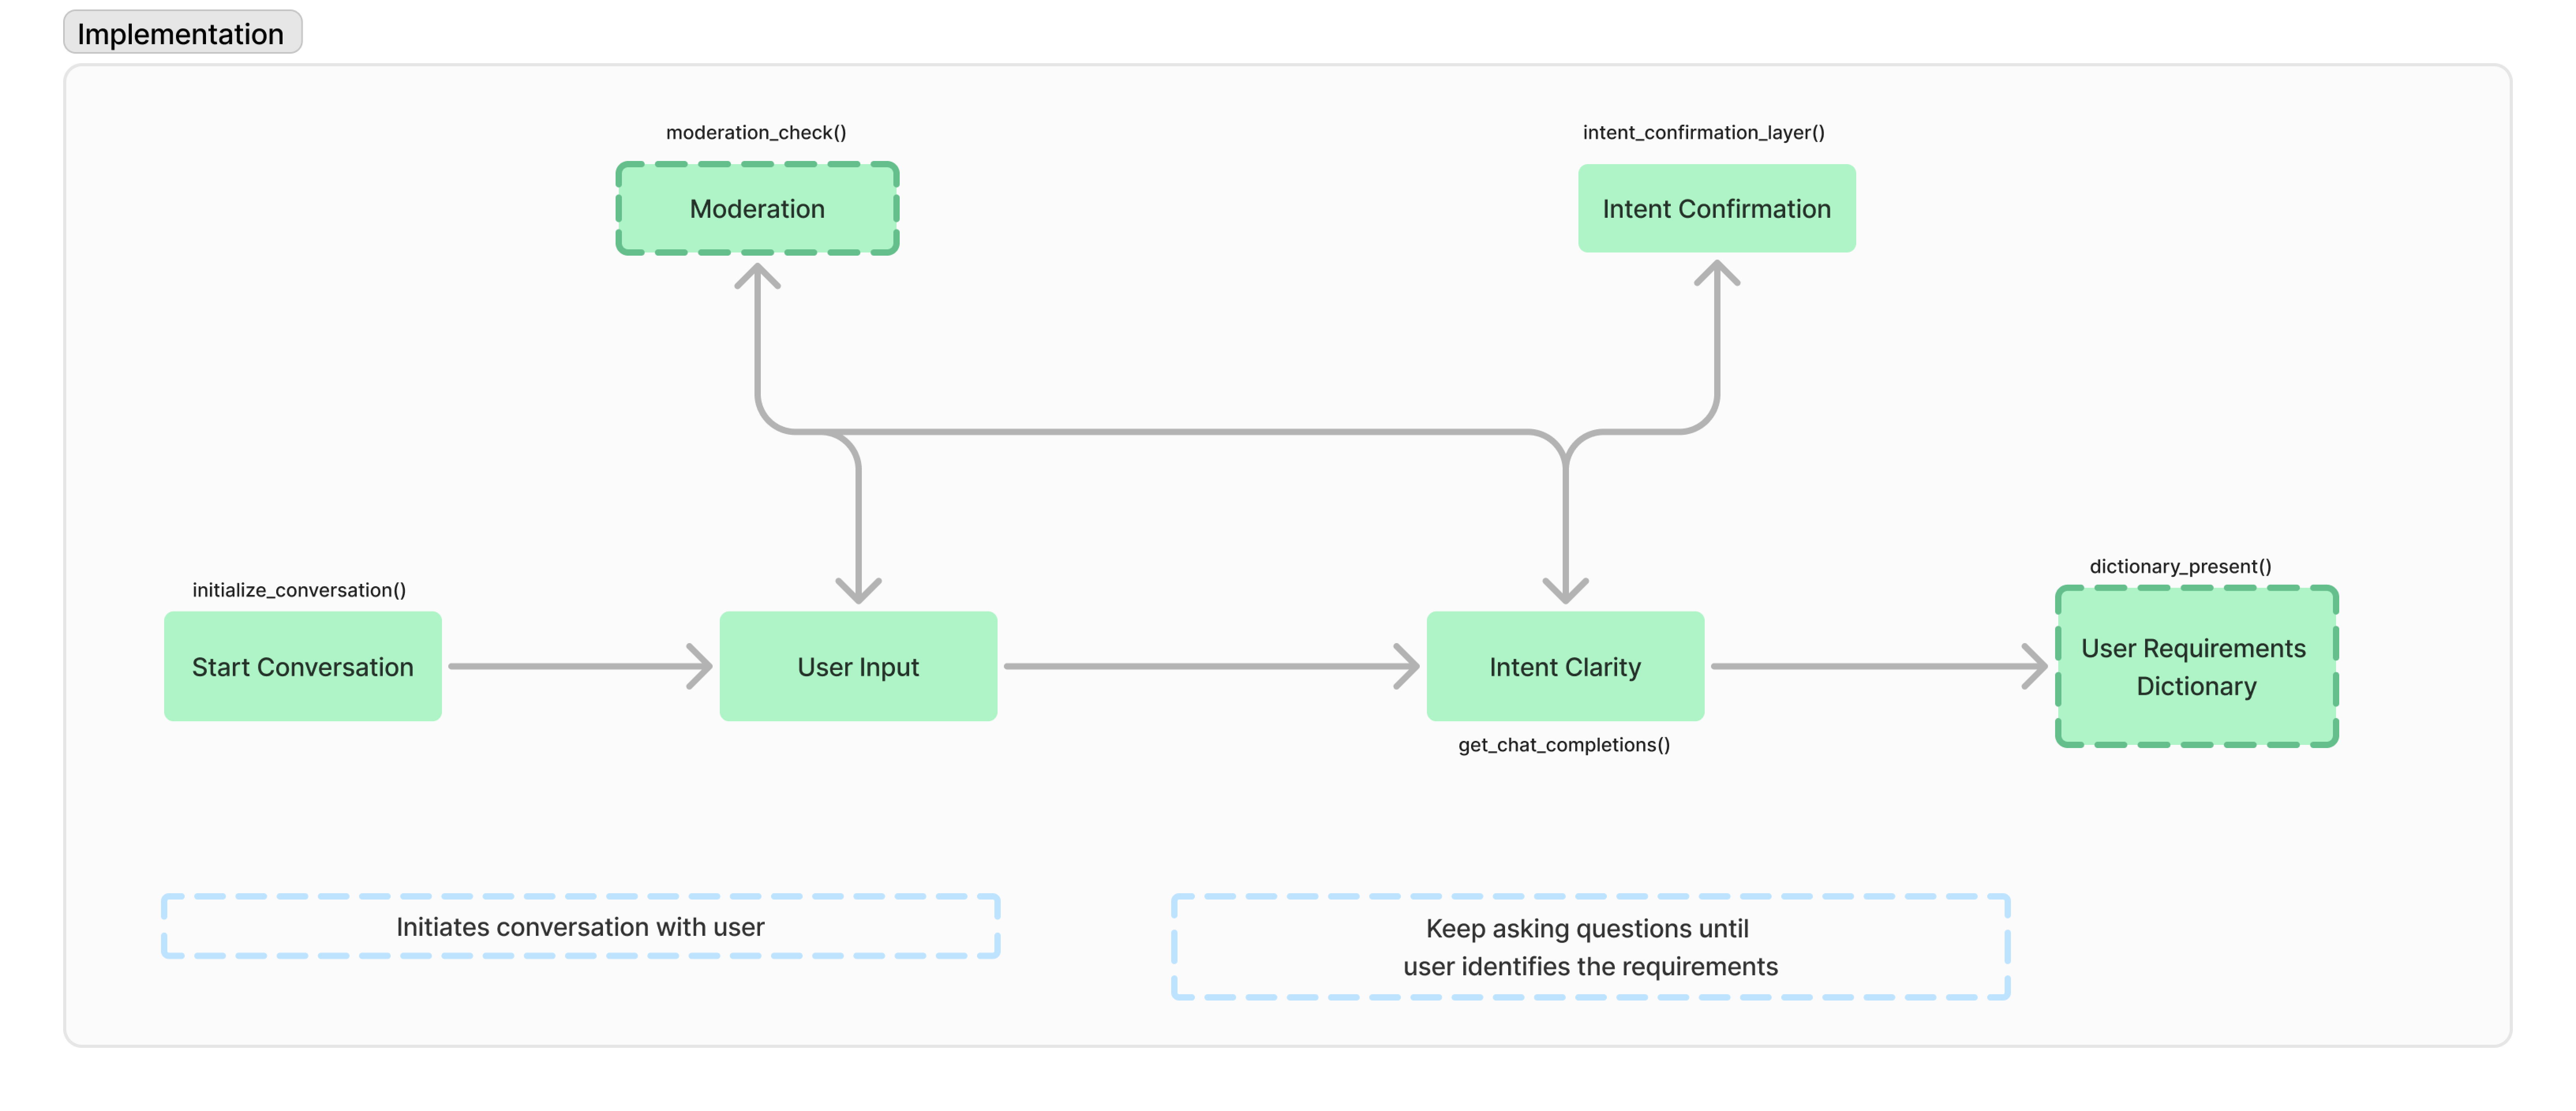 Implementation
moderation_check()
intent_confirmation_layer()
Moderation
Intent Confirmation
initialize_conversation()
dictionary_present()
Start Conversation
User Input
Intent Clarity
User Requirements
Dictionary
get_chat_completions()
Initiates conversation with user
Keep asking questions until
user identifies the requirements